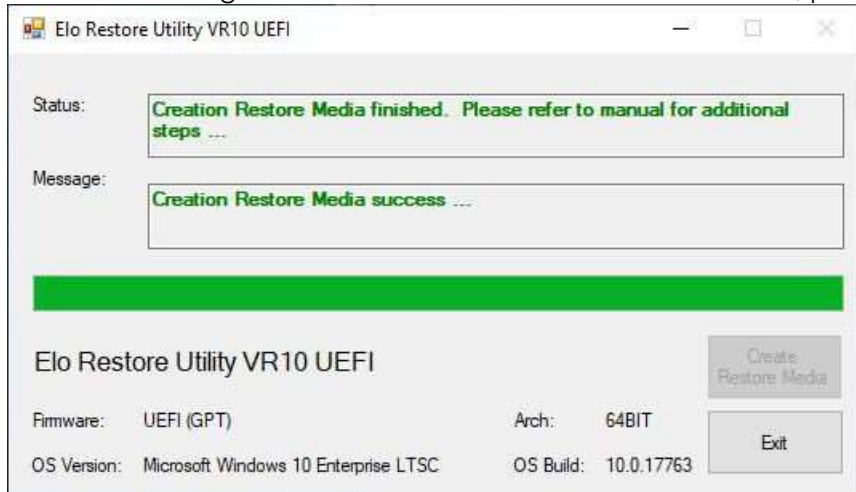 Elo Restore Utility VR10 UEFI
Status:
Creation Restore Media finished. Please refer to manual for additional
steps ...
Message:
Creation Restore Media success ...
Elo Restore Utility VR10 UEFI
Create
Restore Media
Firmware: UEFI (GPT) Arch: 64BIT
Exit
OS Version: Microsoft Windows 10 Enterprise LTSC OS Build: 10.0.17763